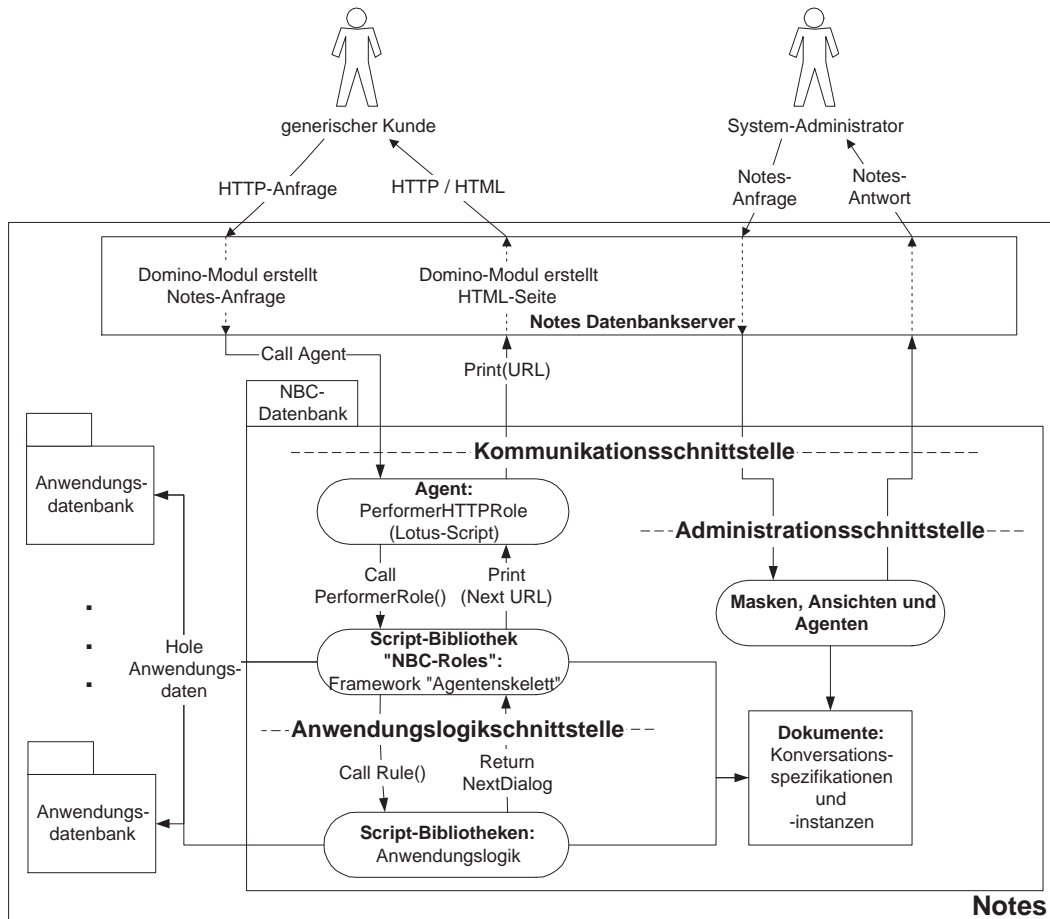 generischer Kunde
System-Administrator
HTTP-Anfrage
HTTP / HTML
Notes-
Anfrage
Notes-
Antwort
Domino-Modul erstellt
Notes-Anfrage
Domino-Modul erstellt
HTML-Seite
Notes Datenbankserver
Call Agent
Print(URL)
NBC-
Datenbank
Kommunikationsschnittstelle
Anwendungs-
datenbank
Agent:
PerformerHTTPRole
(Lotus-Script)
Administrationsschnittstelle
Call
PerformerRole()
Print
(Next URL)
Masken, Ansichten und
Agenten
.
.
.
Hole
Anwendungs-
daten
Script-Bibliothek
"NBC-Roles":
Framework "Agentenskelett"
Anwendungslogikschnittstelle
Call Rule()
Return
NextDialog
Dokumente:
Konversations-
spezifikationen
und
-instanzen
Anwendungs-
datenbank
Script-Bibliotheken:
Anwendungslogik
Notes